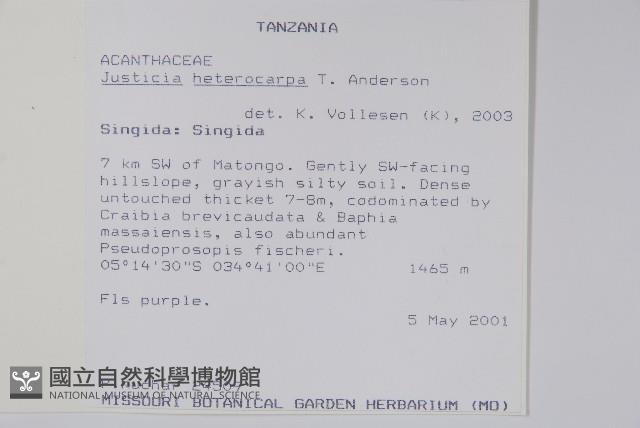 TANZANIA
ACANTHACEAE
Justicia heterocarpa T. Anderson
det. K. Vollesen (K), 2003
Singida: Singida
7 km SW of Matongo. Gently SW-facing
hillslope, grayish silty soil. Dense
untouched thicket 7-8m, codominated by
Craibia brevicaudata & Baphia
massaiensis, also abundant
Pseudoprosopis fischeri.
05°14'30"S 034°41'00"E 1465 m
Fls purple.
5 May 2001
國立自然科學博物館
NATIONAL MUSEUM OF NATURAL SCIENCE
MISSOURI BOTANICAL GARDEN HERBARIUM (MO)